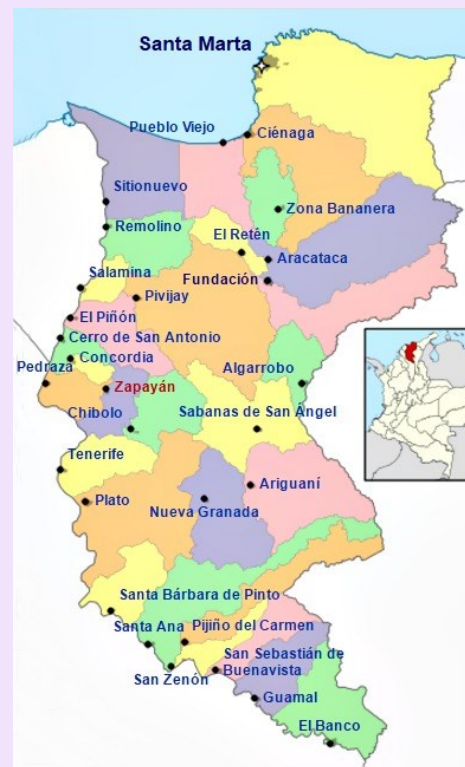 Santa Marta
Pueblo Viejo
Ciénaga
Sitionuevo
Zona Bananera
Remolino
El Retén
Aracataca
Salamina
Fundación
Pivijay
El Piñón
Cerro de San Antonio
Concordia
Pedraza
Algarrobo
Zapayán
Chibolo
Sabanas de San Angel
Tenerife
Ariguaní
Plato
Nueva Granada
Santa Bárbara de Pinto
Santa Ana
Pijiño del Carmen
San Sebastián de
Buenavista
San Zenón
Guamal
El Banco